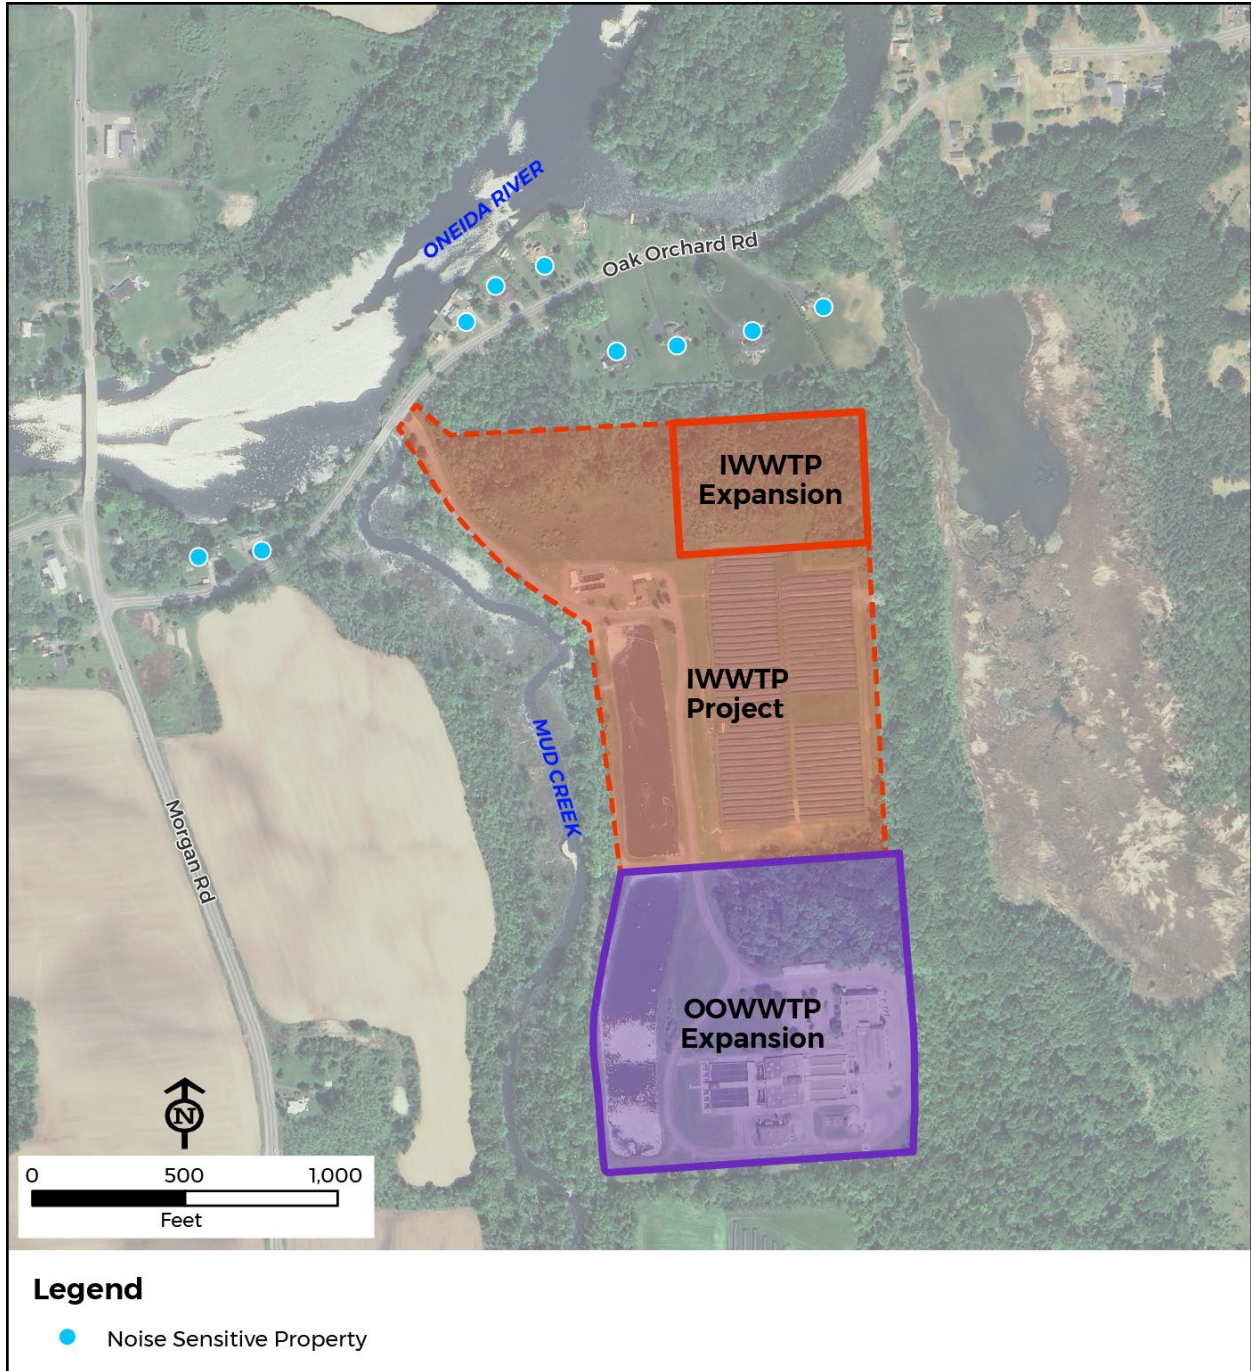 ONEIDA RIVER
Oak Orchard Rd
IWWTP
Expansion
IWWTP
Project
MUD CREEK
Morgan Rd
OOWWTP
Expansion
N
0 500 1,000
Feet
Legend
Noise Sensitive Property